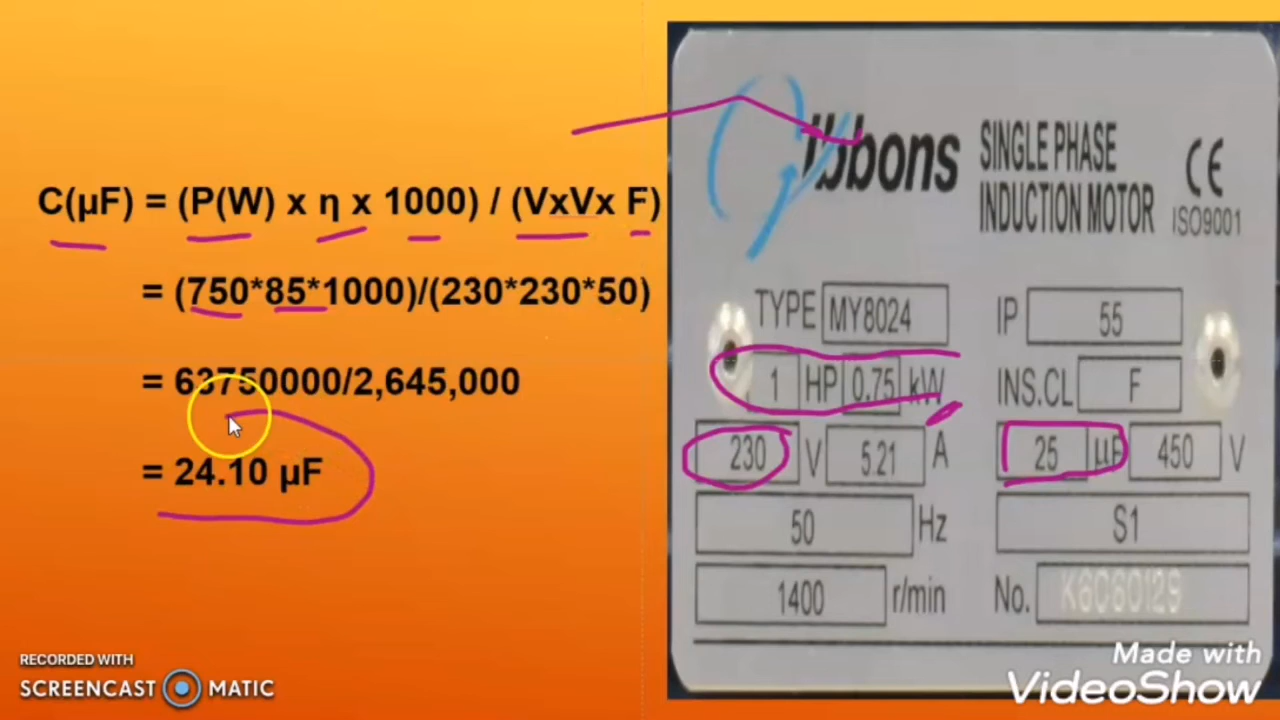 C(µF) = (P(W) x η x 1000) / (VxVx F)
= (750*85*1000)/(230*230*50)
= 63750000/2,645,000
= 24.10 µF
RECORDED WITH
SCREENCAST MATIC
SINGLE PHASE
INDUCTION MOTOR
CE
ISO9001
TYPE MY8024 IP 55
1 HP 0.75 kW INS.CL F
230 V 5.21 A 25 µF 450 V
50 Hz S1
1400 r/min No. K6C60129
Made with
VideoShow